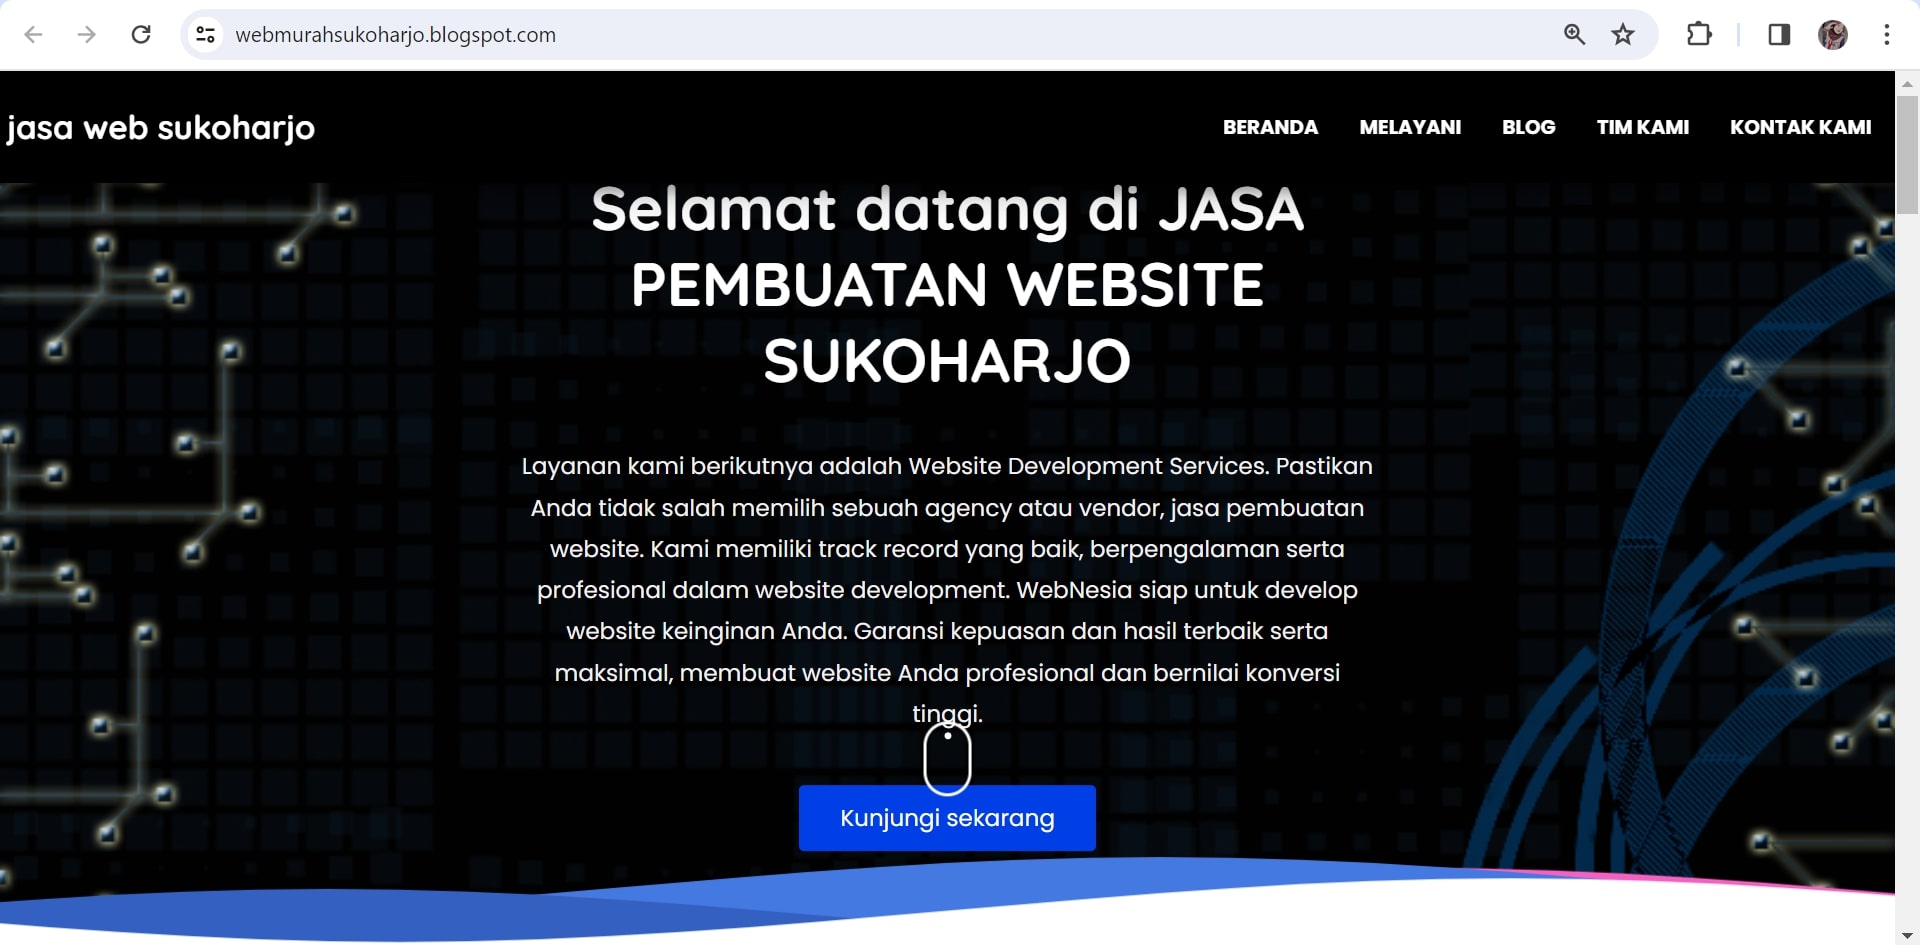 webmurahsukoharjo.blogspot.com
jasa web sukoharjo
BERANDA
MELAYANI
BLOG
TIM KAMI
KONTAK KAMI
Selamat datang di JASA
PEMBUATAN WEBSITE
SUKOHARJO
Layanan kami berikutnya adalah Website Development Services. Pastikan
Anda tidak salah memilih sebuah agency atau vendor, jasa pembuatan
website. Kami memiliki track record yang baik, berpengalaman serta
profesional dalam website development. WebNesia siap untuk develop
website keinginan Anda. Garansi kepuasan dan hasil terbaik serta
maksimal, membuat website Anda profesional dan bernilai konversi
tinggi.
Kunjungi sekarang